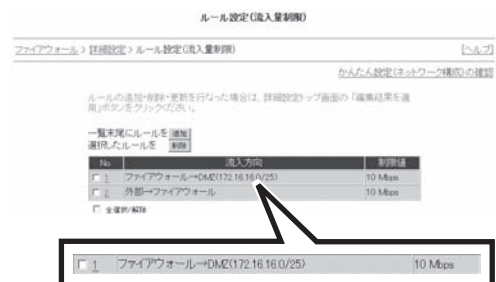 ルール設定(流入量制限)
ファイアウォール > 詳細設定 > ルール設定(流入量制限)
[ヘルプ]
かんたん設定(ネットワーク構成)の確認
ルールの追加・削除・更新を行なった場合は、詳細設定トップ画面の「編集結果を適
用」ボタンをクリックください。
一覧末尾にルールを 追加
選択したルールを 削除
No 流入方向 制限値
1 ファイアウォール→DMZ(172.16.16.0/25) 10 Mbps
2 外部→ファイアウォール 10 Mbps
全選択/解除
1 ファイアウォール→DMZ(172.16.16.0/25) 10 Mbps